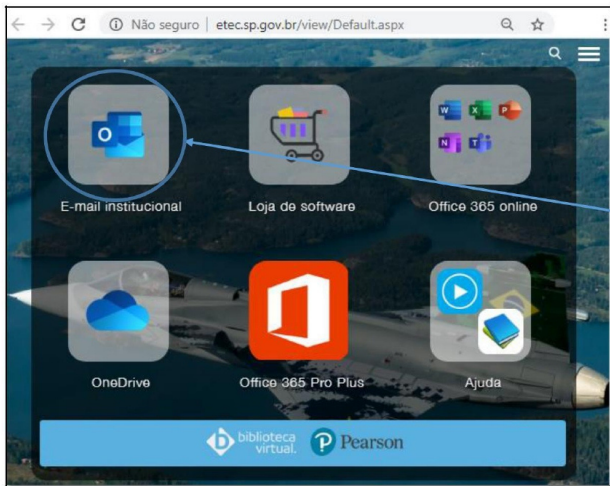 Não seguro | etec.sp.gov.br/view/Default.aspx
E-mail institucional
Loja de software
Office 365 online
OneDrive
Office 365 Pro Plus
Ajuda
biblioteca virtual.
Pearson